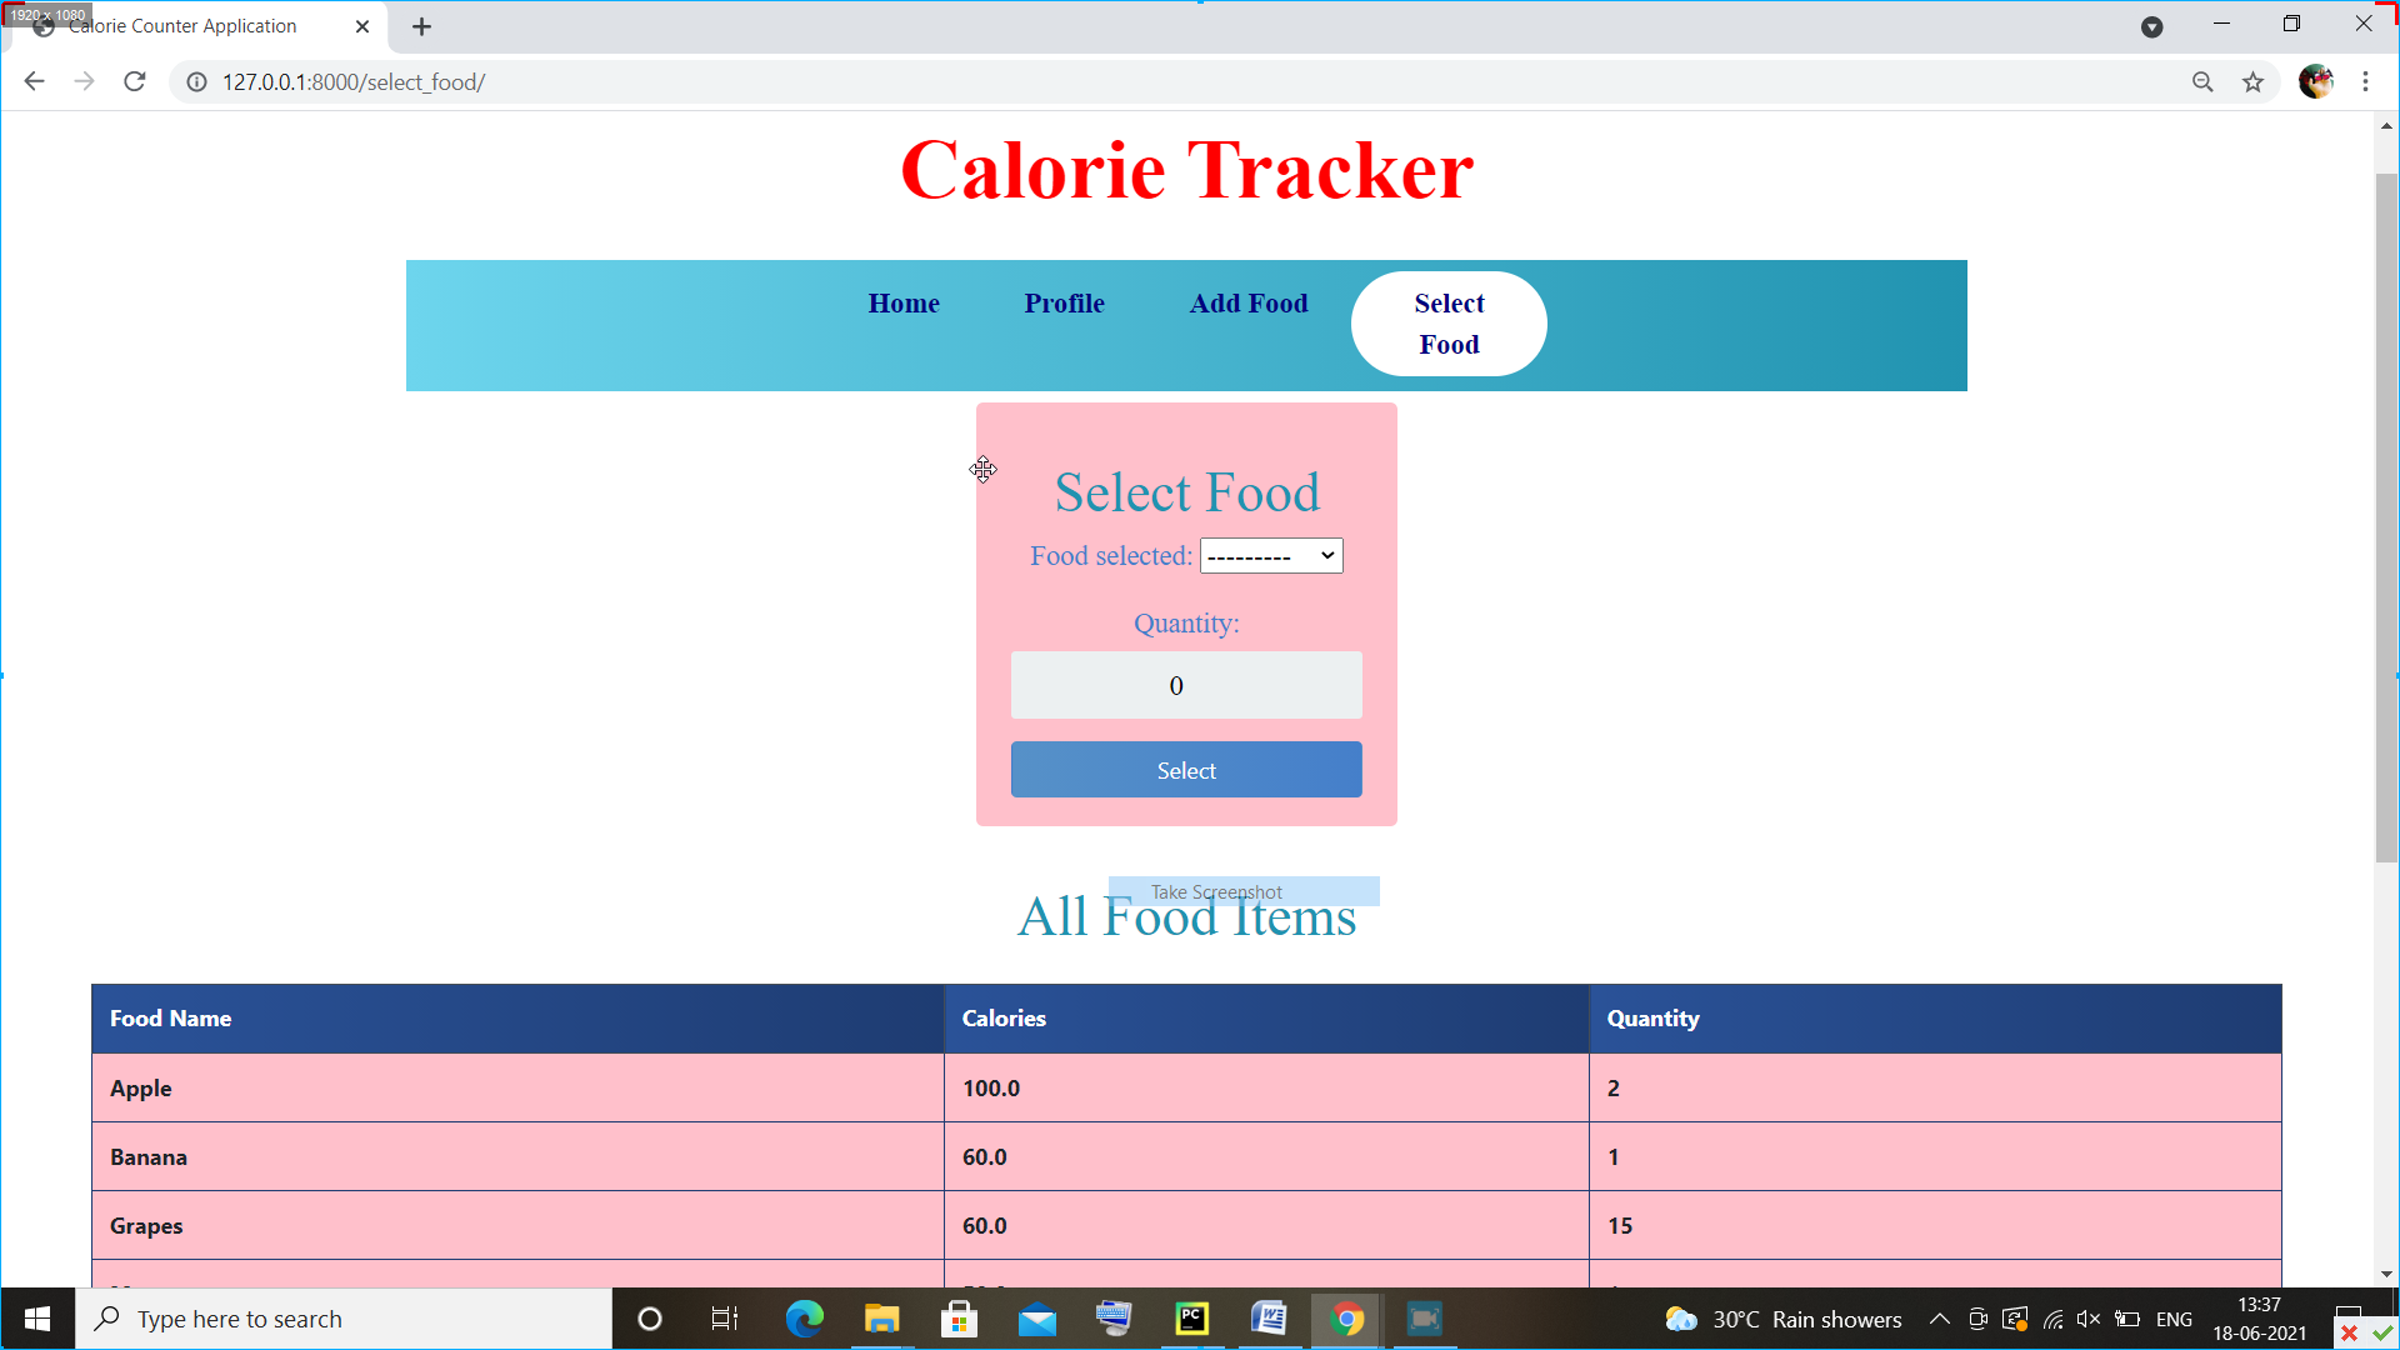 1920 x 1080
Calorie Counter Application
127.0.0.1:8000/select_food/
Calorie Tracker
Home Profile Add Food Select
Food
Select Food
Food selected: ---------
Quantity:
0
Select
Take Screenshot
All Food Items
Food Name Calories Quantity
Apple 100.0 2
Banana 60.0 1
Grapes 60.0 15
Type here to search
PC
W
30°C Rain showers
ENG
13:37
18-06-2021